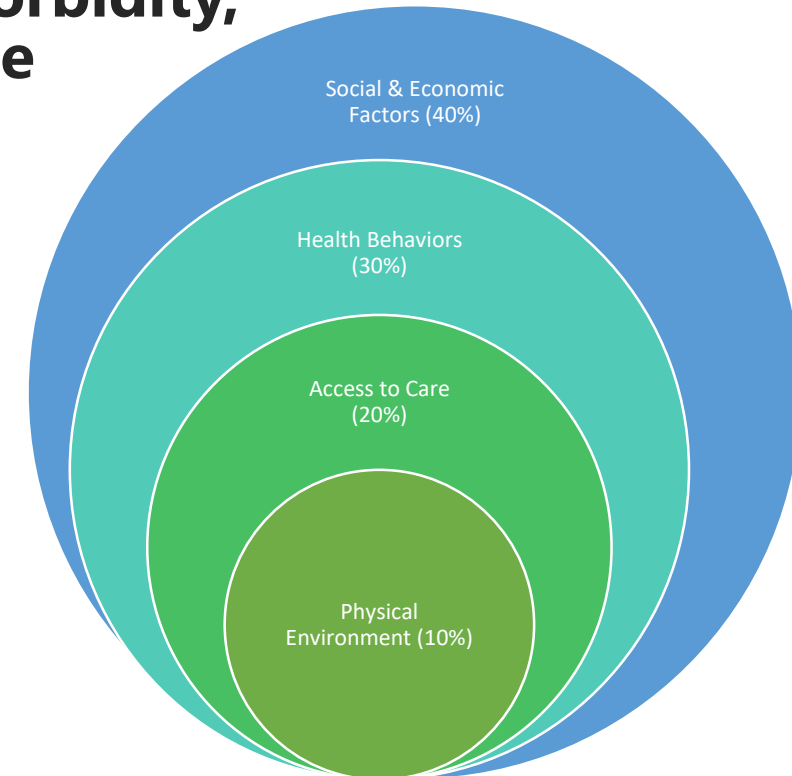 e
Social & Economic
Factors (40%)
Health Behaviors
(30%)
Access to Care
(20%)
Physical
Environment (10%)